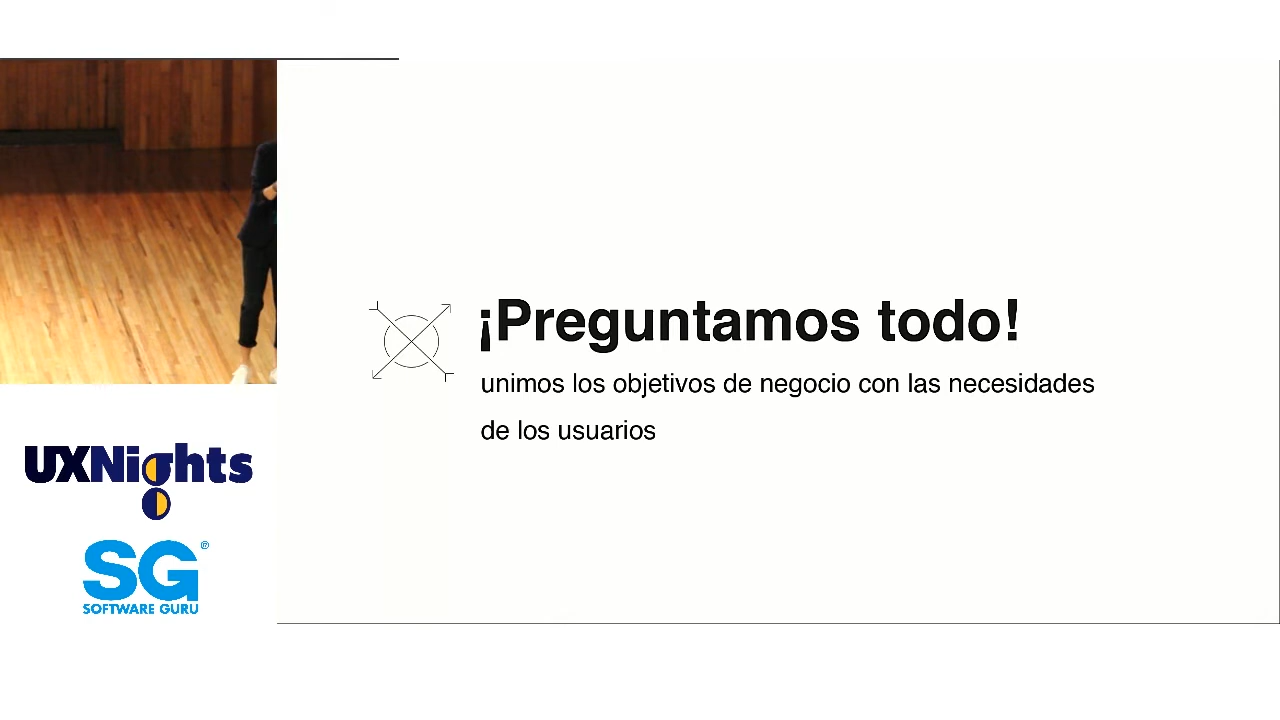 ¡Preguntamos todo!
unimos los objetivos de negocio con las necesidades
de los usuarios
UXNights
SG®
SOFTWARE GURU